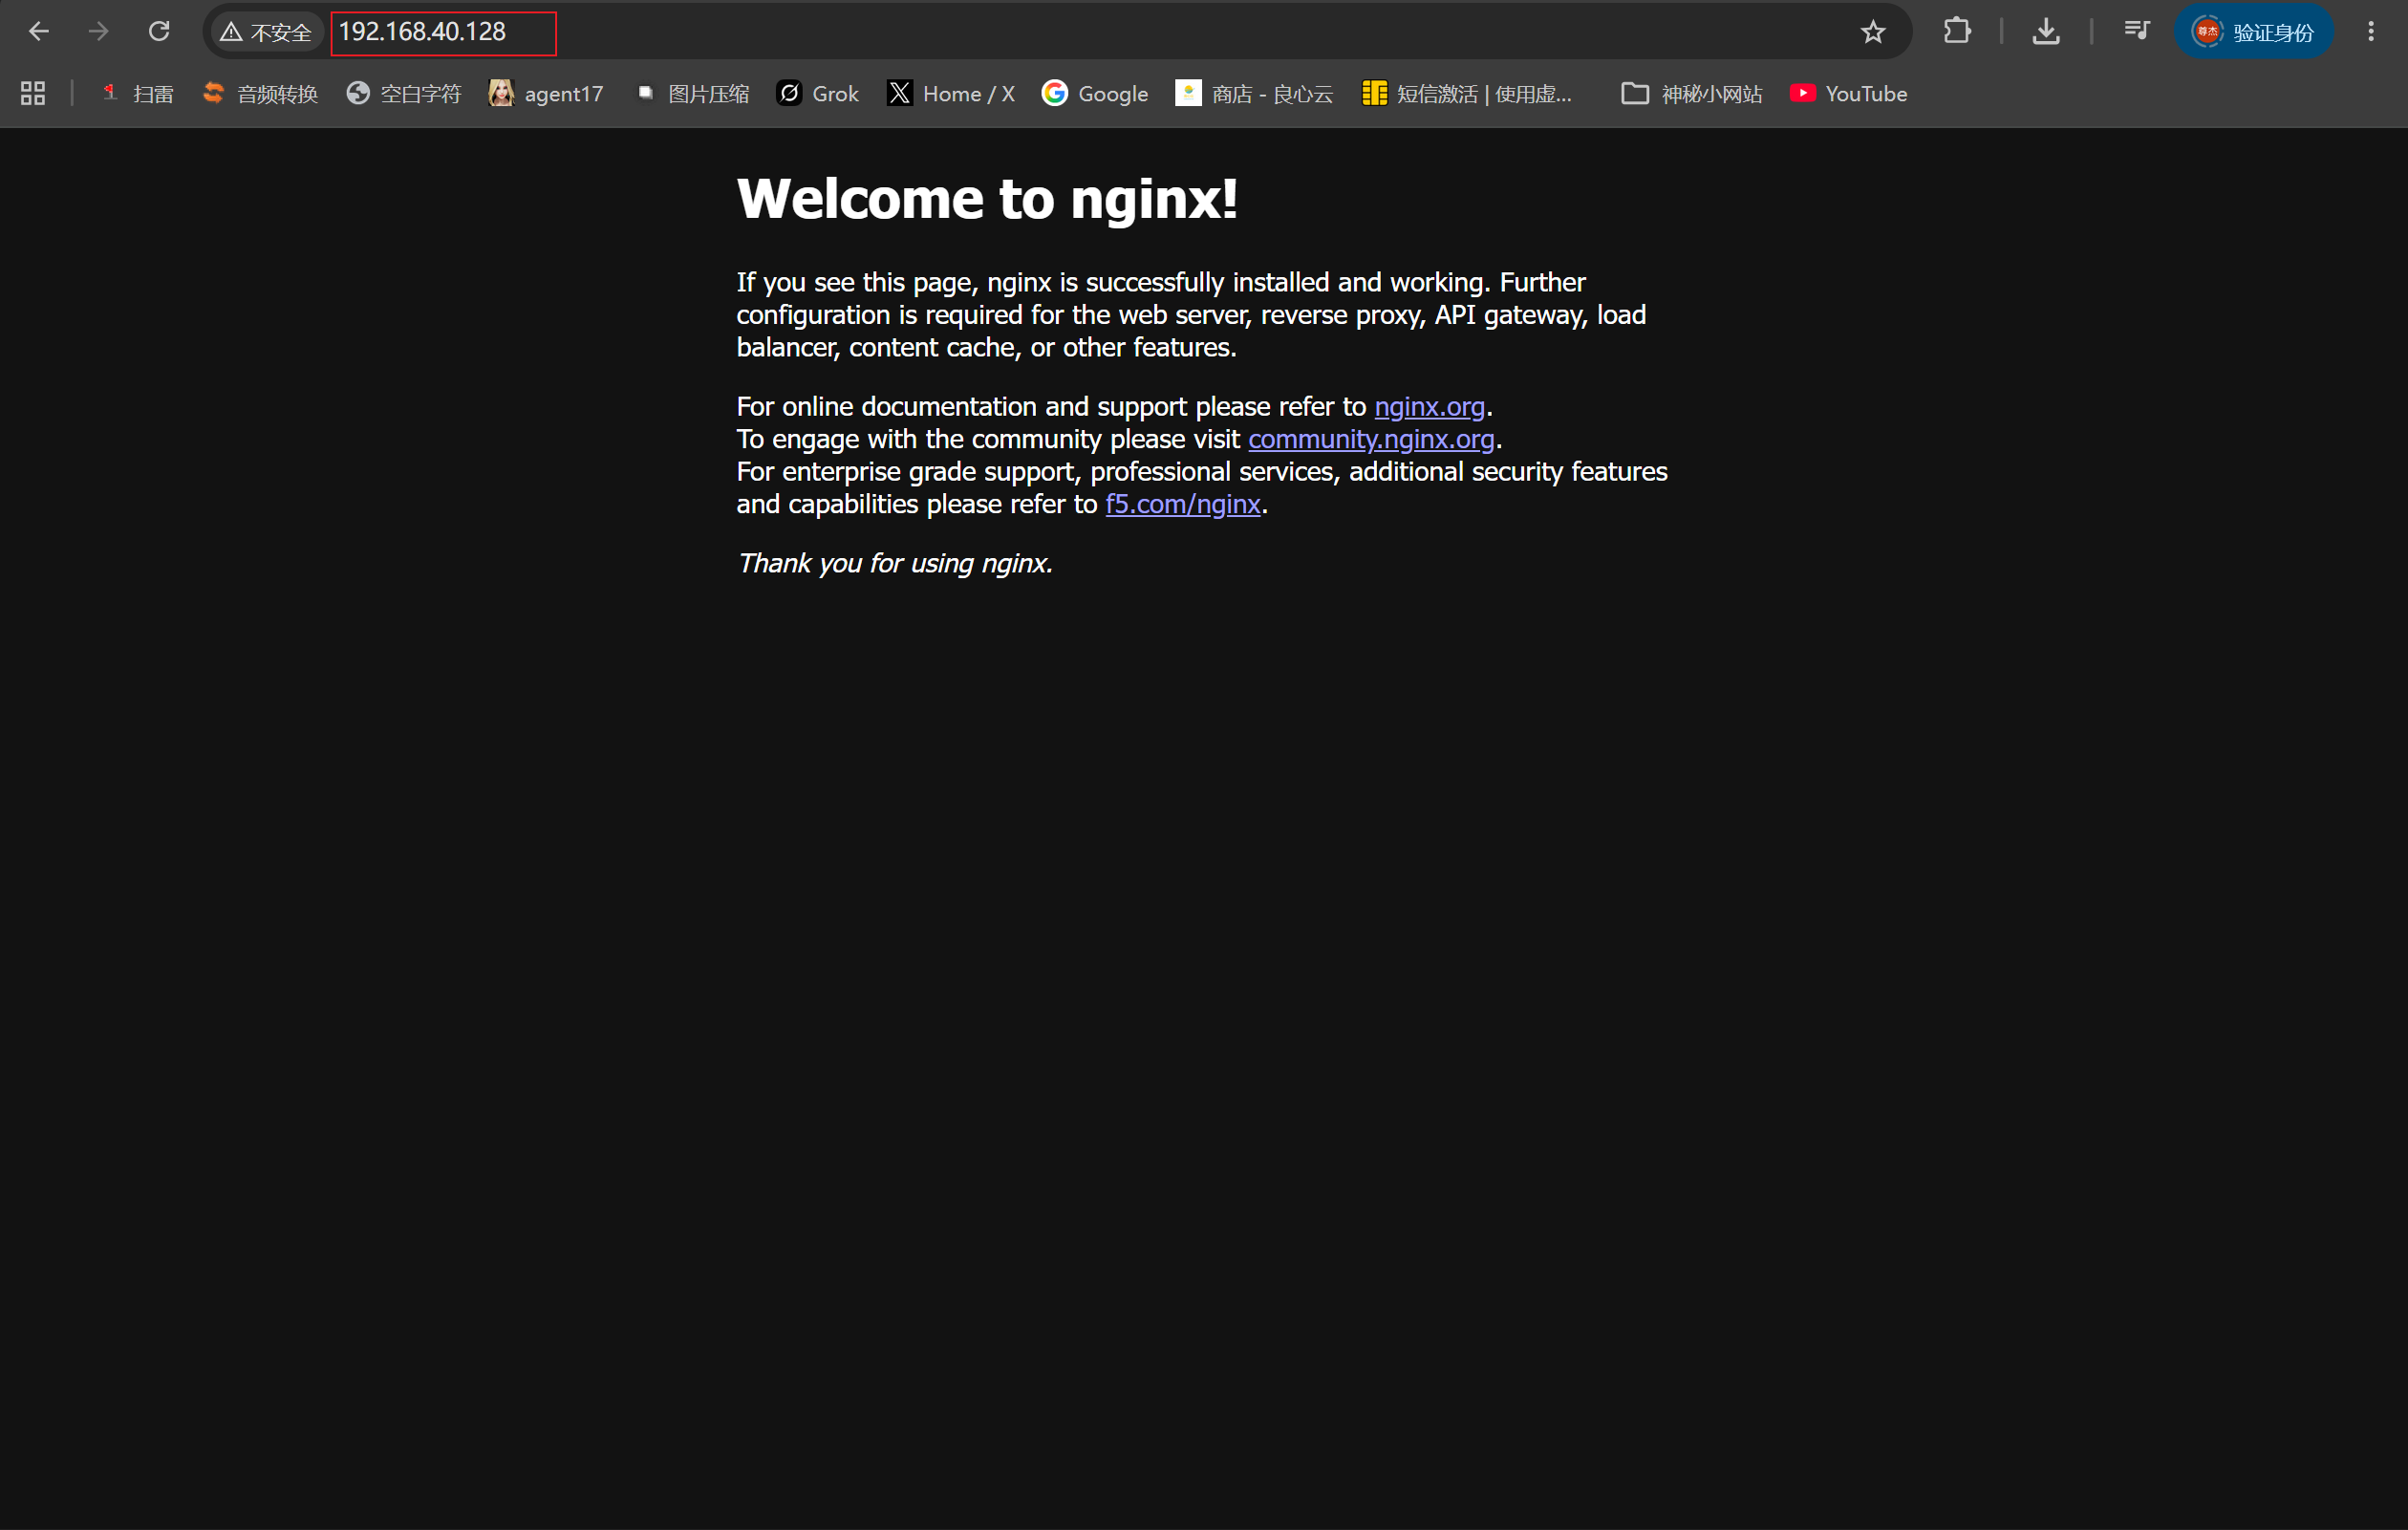 不安全 192.168.40.128 尊杰 验证身份
扫雷 音频转换 空白字符 agent17 图片压缩 Grok Home / X Google 商店 - 良心云 短信激活 | 使用虚... 神秘小网站 YouTube
Welcome to nginx!
If you see this page, nginx is successfully installed and working. Further
configuration is required for the web server, reverse proxy, API gateway, load
balancer, content cache, or other features.
For online documentation and support please refer to nginx.org.
To engage with the community please visit community.nginx.org.
For enterprise grade support, professional services, additional security features
and capabilities please refer to f5.com/nginx.
Thank you for using nginx.